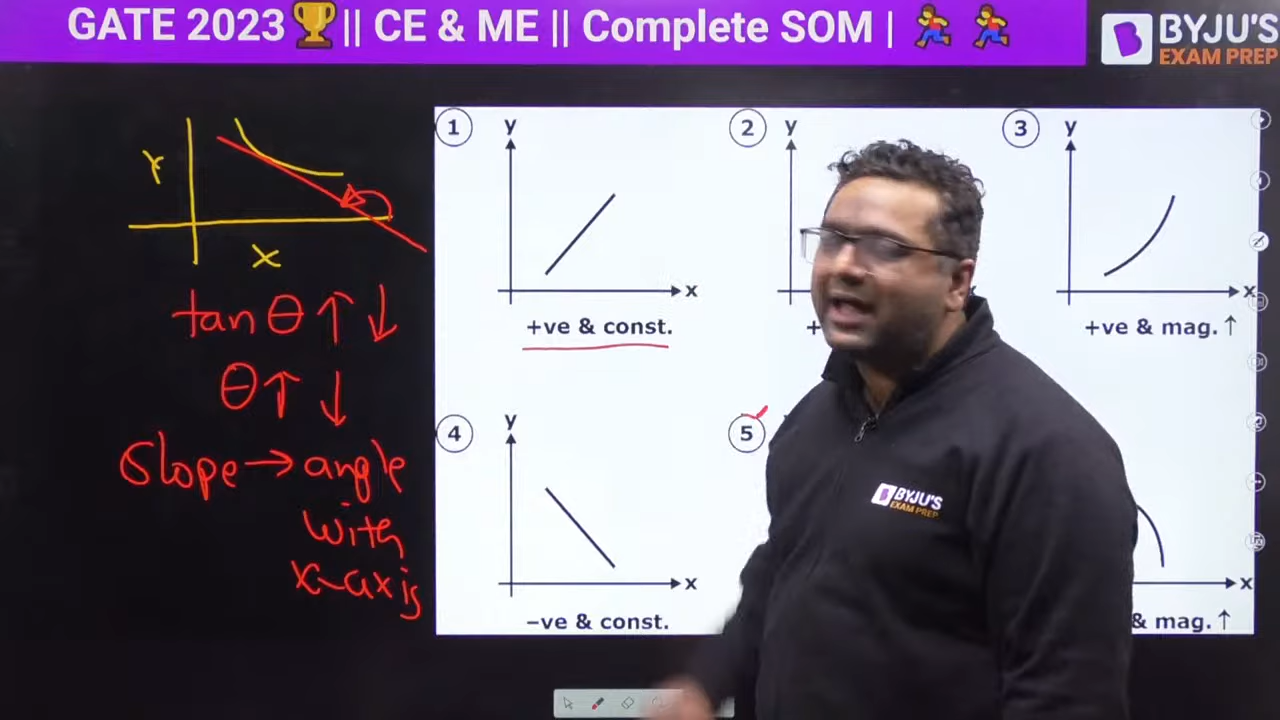 GATE 2023🏆|| CE & ME || Complete SOM | 🏃 🏃
BYJU'S
EXAM PREP
Y
X
tan θ ↑ ↓
θ ↑ ↓
Slope → angle
with
x-axis
1
y
x
+ve & const.
2
y
+
3
y
x
+ve & mag. ↑
4
y
x
–ve & const.
5
x
& mag. ↑
BYJU'S
EXAM PREP